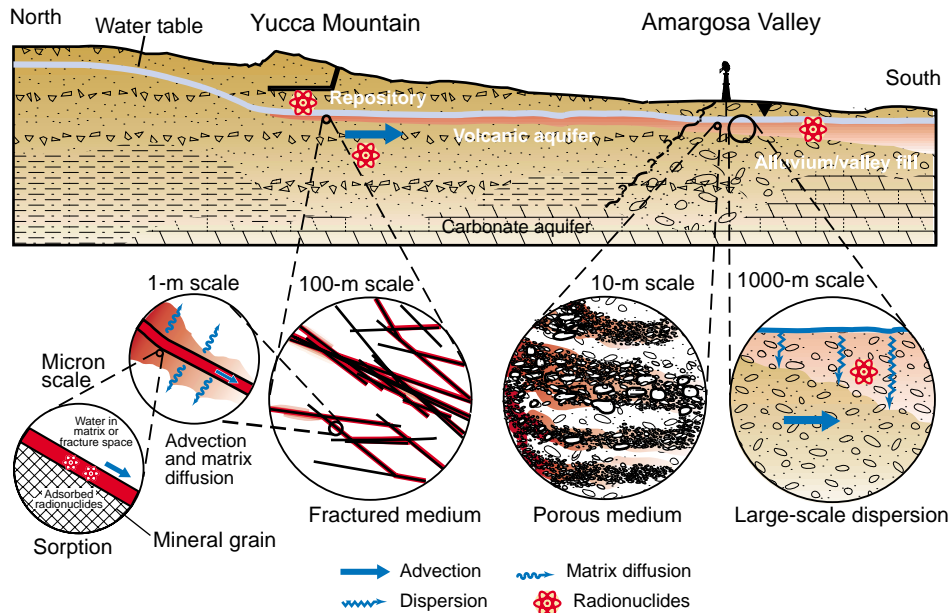 North
Yucca Mountain
Amargosa Valley
Water table
South
Repository
Volcanic aquifer
Alluvium/valley fill
Carbonate aquifer
1-m scale
100-m scale
10-m scale
1000-m scale
Micron
scale
Water in
matrix or
fracture space
Advection
and matrix
diffusion
Adsorbed
radionuclides
Sorption
Mineral grain
Fractured medium
Porous medium
Large-scale dispersion
Advection
Matrix diffusion
Dispersion
Radionuclides